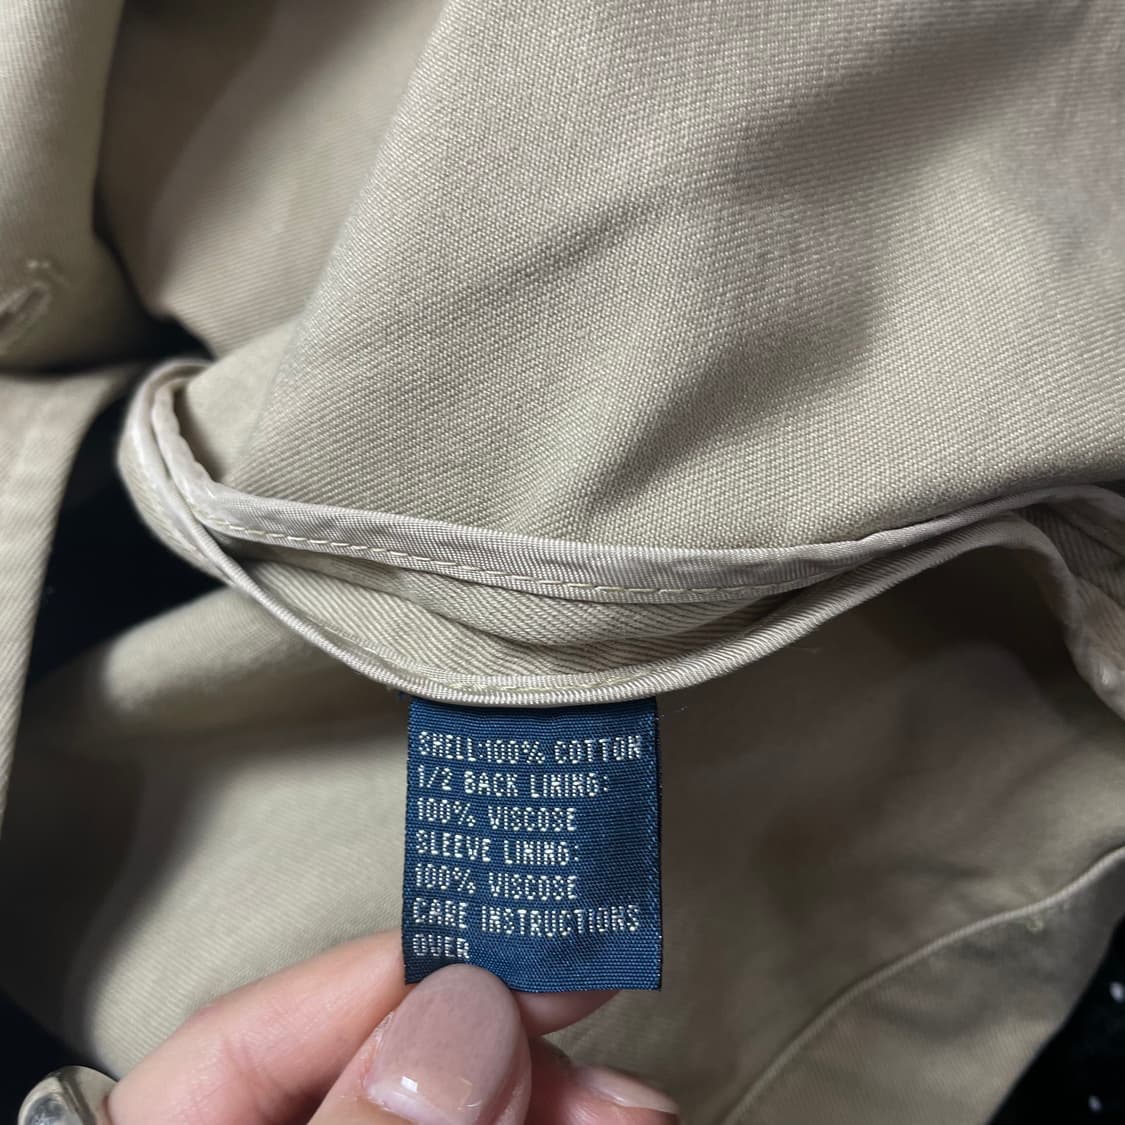 SHELL:100% COTTON
1/2 BACK LINING:
100% VISCOSE
SLEEVE LINING:
100% VISCOSE
CARE INSTRUCTIONS
OVER